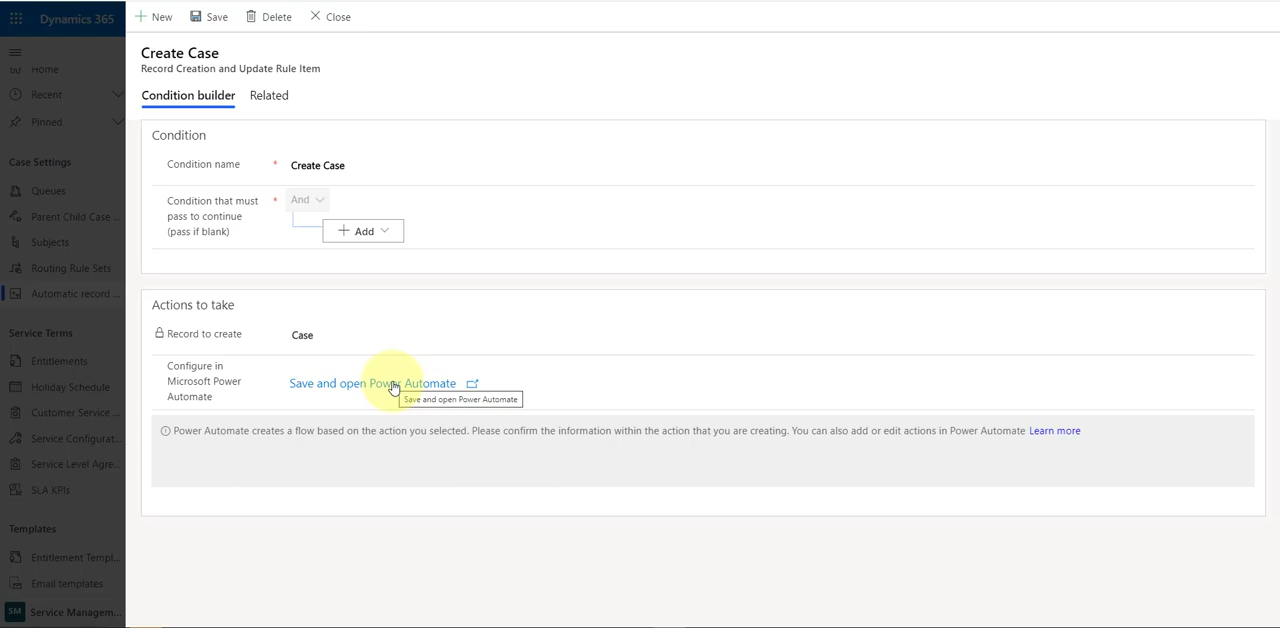 Dynamics 365
New
Save
Delete
Close
Create Case
Record Creation and Update Rule Item
Condition builder
Related
Home
Recent
Pinned
Case Settings
Queues
Parent Child Case ...
Subjects
Routing Rule Sets
Automatic record ...
Service Terms
Entitlements
Holiday Schedule
Customer Service ...
Service Configurat...
Service Level Agre...
SLA KPIs
Templates
Entitlement Templ...
Email templates
SM
Service Managem...
Condition
Condition name
*
Create Case
Condition that must
pass to continue
(pass if blank)
*
And
Add
Actions to take
Record to create
Case
Configure in
Microsoft Power
Automate
Save and open Power Automate
Save and open Power Automate
Power Automate creates a flow based on the action you selected. Please confirm the information within the action that you are creating. You can also add or edit actions in Power Automate Learn more